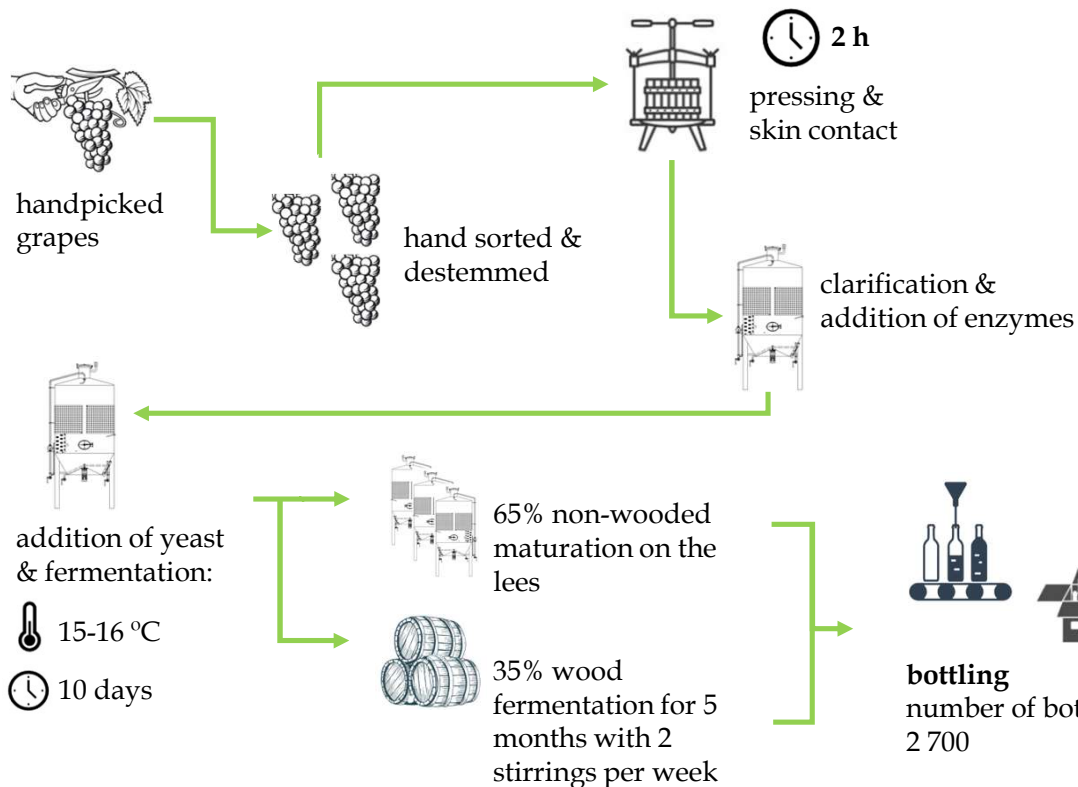 2 h
pressing &
skin contact
handpicked
grapes
hand sorted &
destemmed
clarification &
addition of enzymes
addition of yeast
& fermentation:
15-16 ºC
10 days
65% non-wooded
maturation on the
lees
35% wood
fermentation for 5
months with 2
stirrings per week
bottling
number of bot
2 700